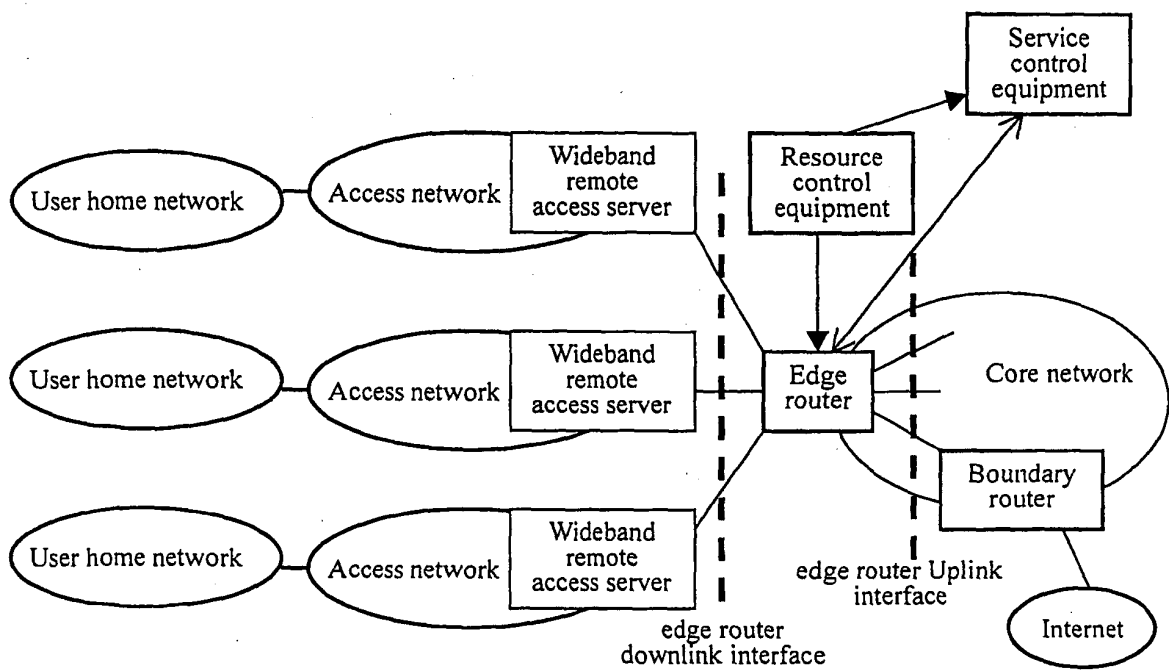 Service
control
equipment
Resource
control
equipment
User home network
Access network
Wideband
remote
access server
User home network
Access network
Wideband
remote
access server
Edge
router
Core network
User home network
Access network
Wideband
remote
access server
Boundary
router
edge router Uplink
interface
edge router
downlink interface
Internet